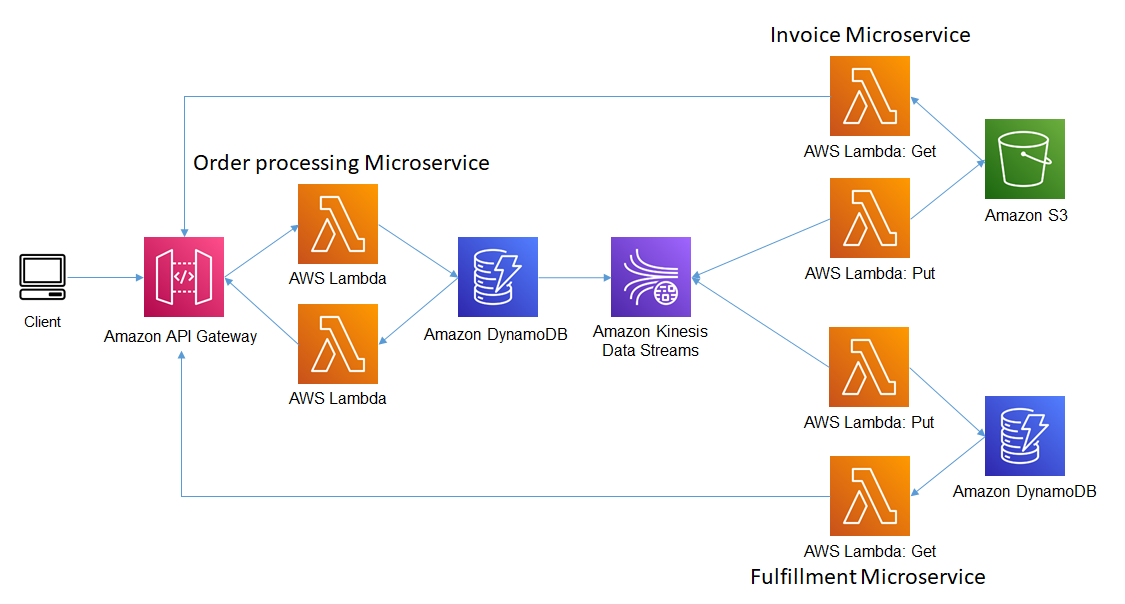 Invoice Microservice
AWS Lambda: Get
Order processing Microservice
Amazon S3
AWS Lambda
AWS Lambda: Put
Client
Amazon API Gateway
Amazon DynamoDB
Amazon Kinesis
Data Streams
AWS Lambda
AWS Lambda: Put
Amazon DynamoDB
AWS Lambda: Get
Fulfillment Microservice